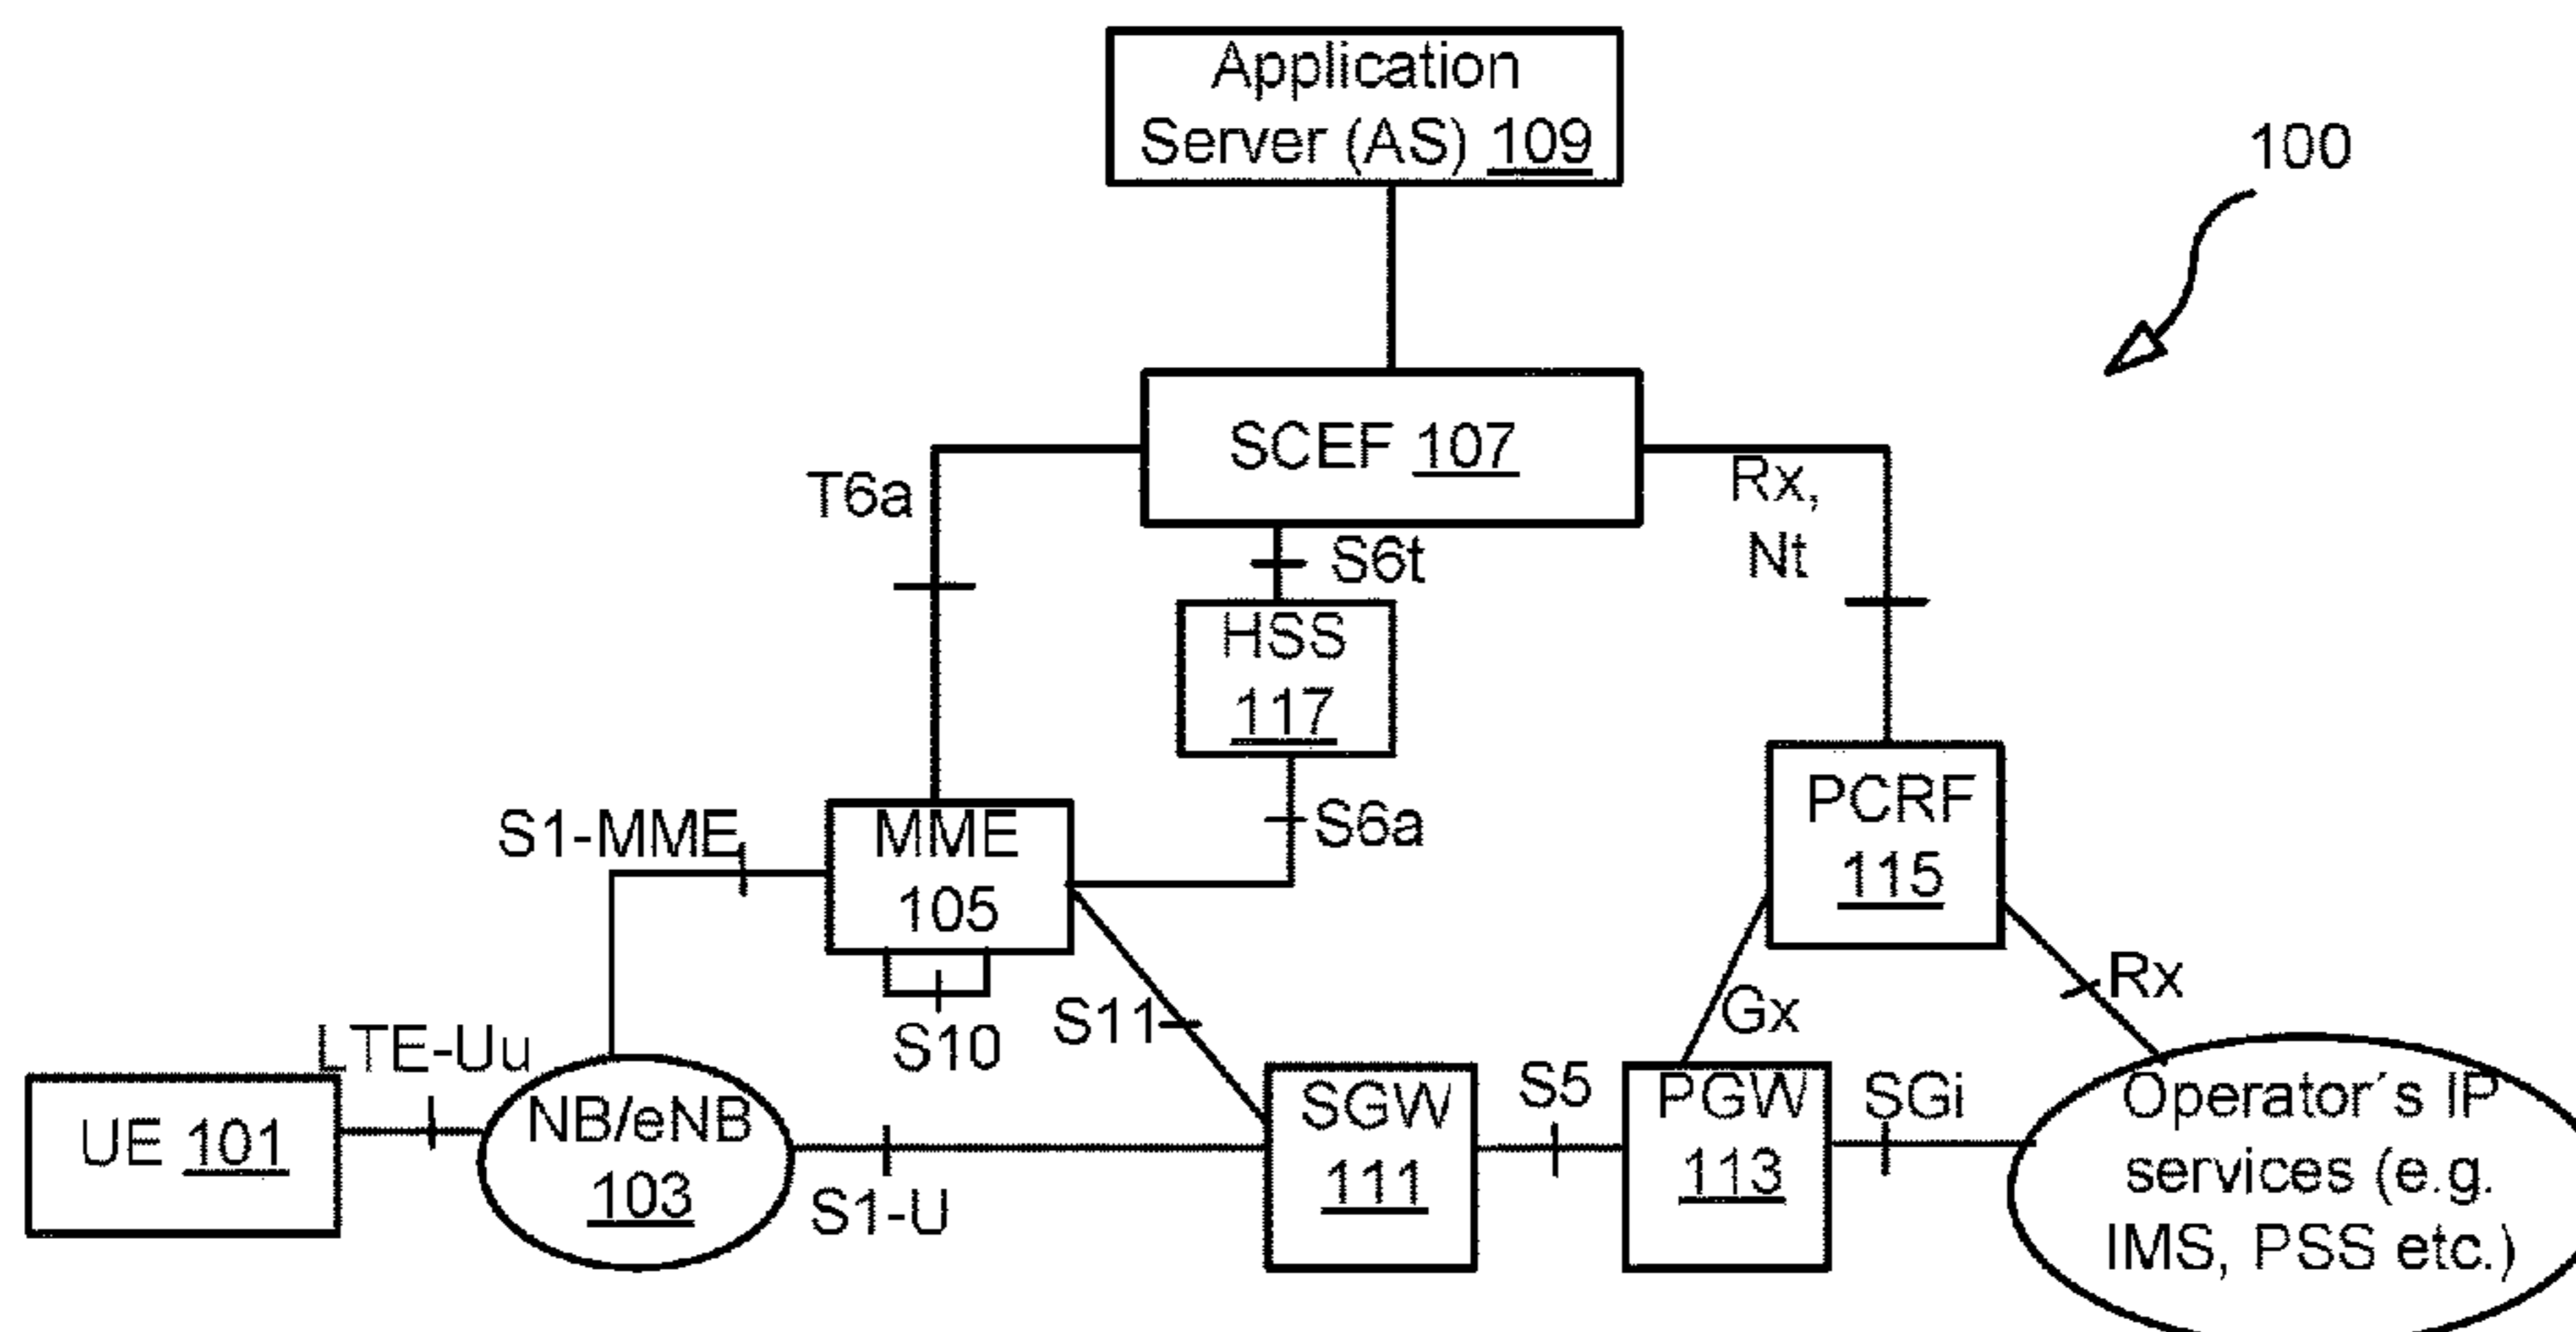 Application
Server (AS) 109
100
SCEF 107
T6a
Rx,
Nt
S6t
HSS
117
PCRF
115
S1-MME
MME
105
S6a
S10
S11
Gx
Rx
LTE-Uu
UE 101
NB/eNB
103
S1-U
SGW
111
S5
PGW
113
SGi
Operator´s IP
services (e.g.
IMS, PSS etc.)